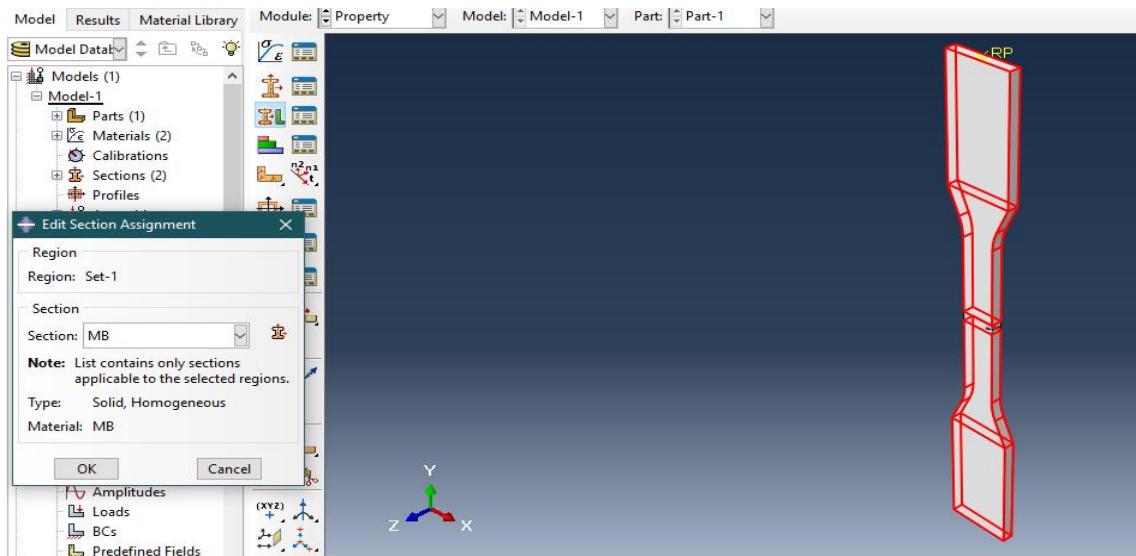 Model Results Material Library Module: Property Model: Model-1 Part: Part-1
Model Datab
Models (1)
Model-1
Parts (1)
Materials (2)
Calibrations
Sections (2)
Profiles
Edit Section Assignment
Region
Region: Set-1
Section
Section: MB
Note: List contains only sections
applicable to the selected regions.
Type: Solid, Homogeneous
Material: MB
OK Cancel
Amplitudes
Loads
BCs
Predefined Fields
σ
ε
n2 n1
t
(XYZ)
RP
Y
Z X